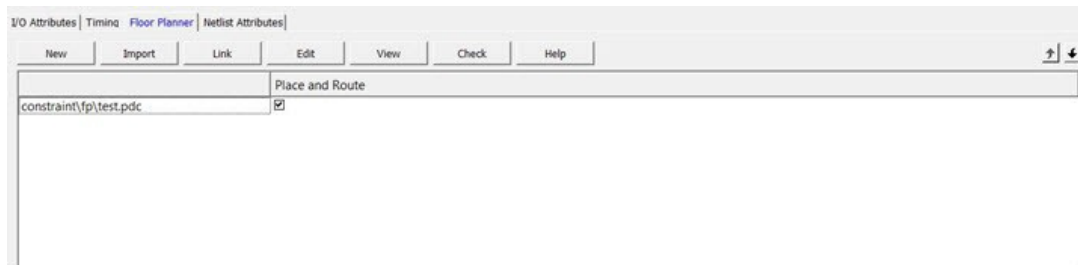 I/O Attributes Timing Floor Planner Netlist Attributes
New Import Link Edit View Check Help
Place and Route
constraint\fp\test.pdc